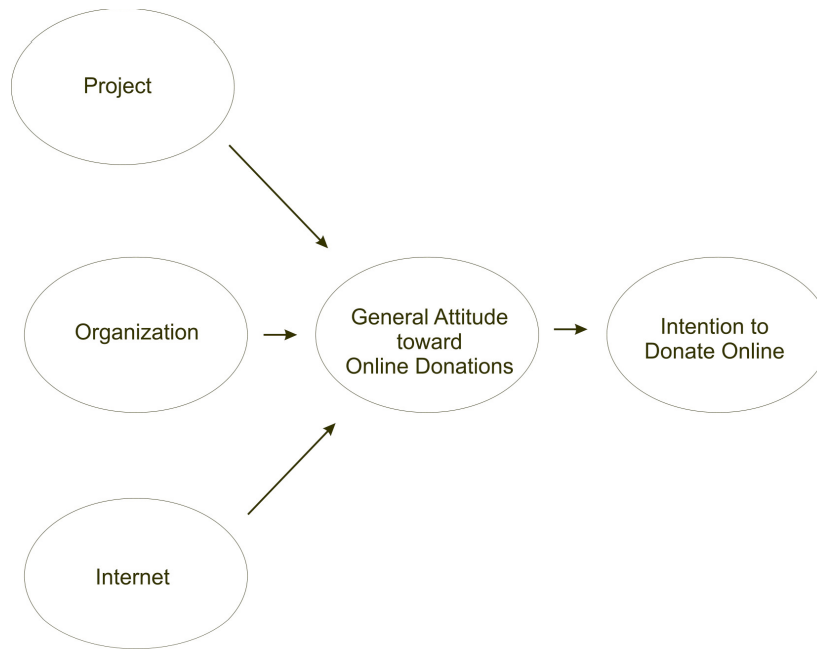 Project
Organization
General Attitude
toward
Online Donations
Intention to
Donate Online
Internet